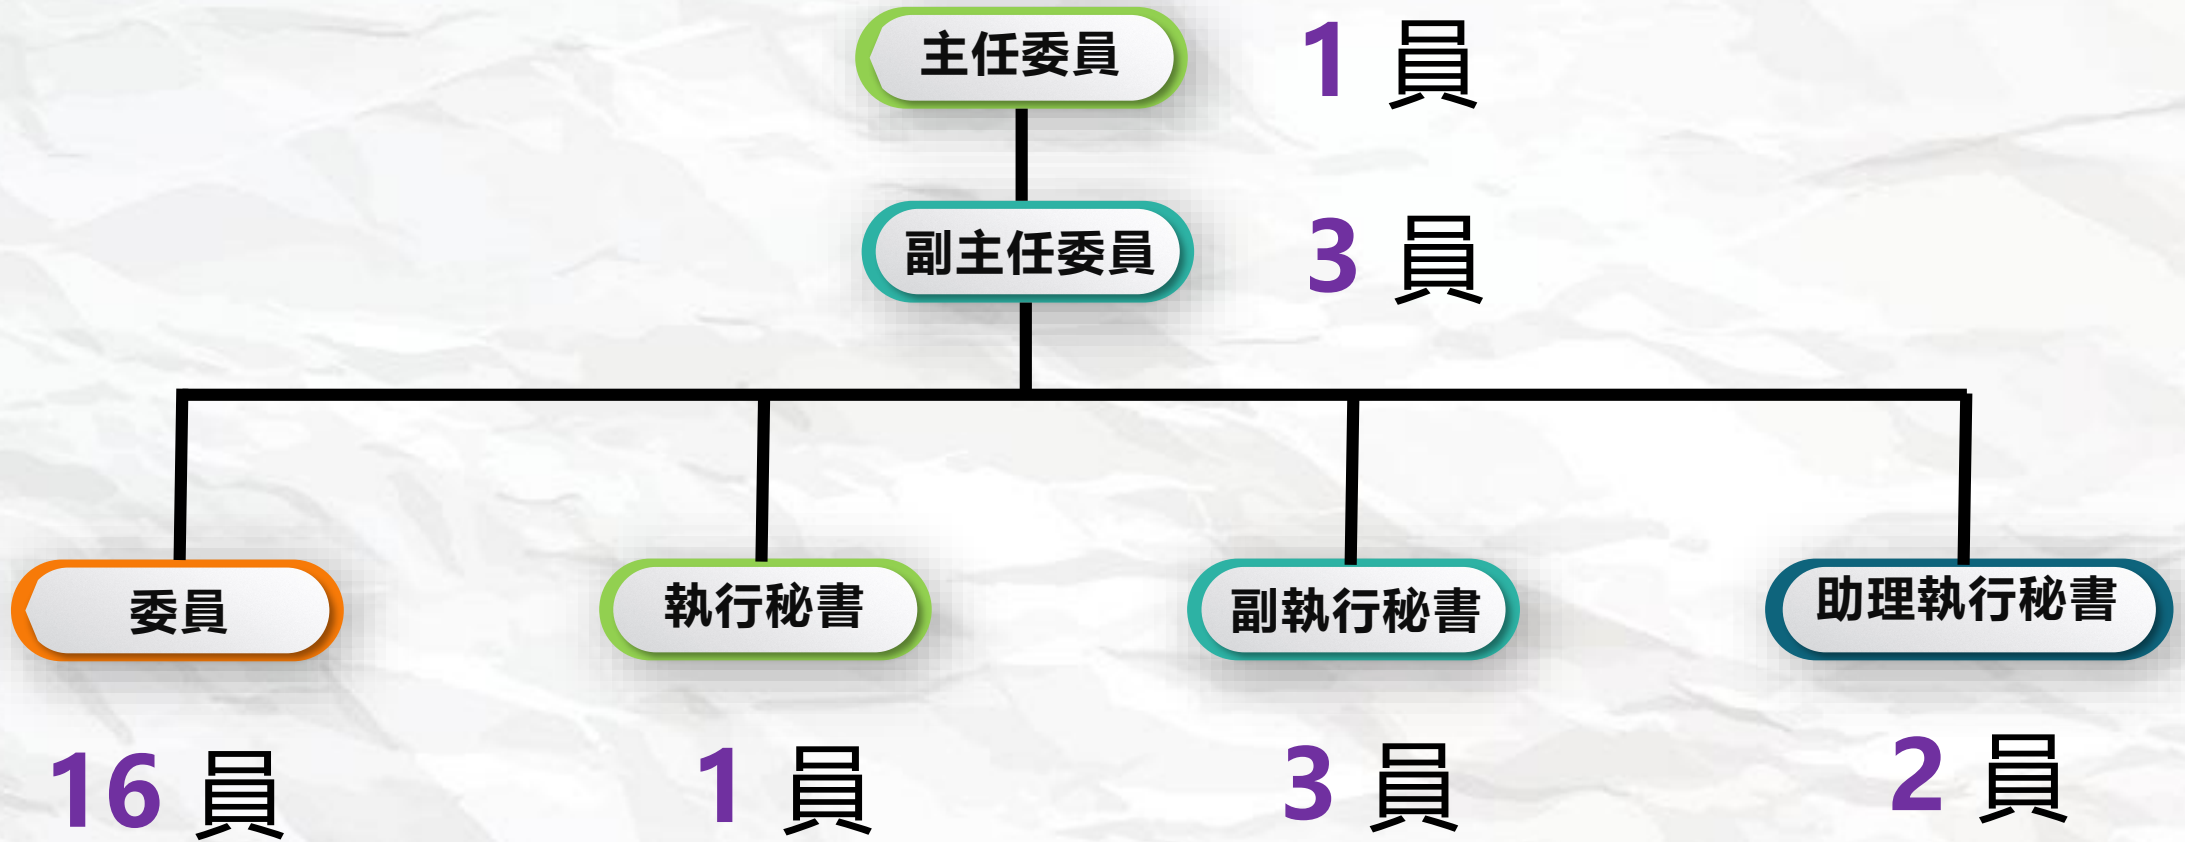 主任委員 1 員
副主任委員 3 員
委員 執行秘書 副執行秘書 助理執行秘書
16 員 1 員 3 員 2 員